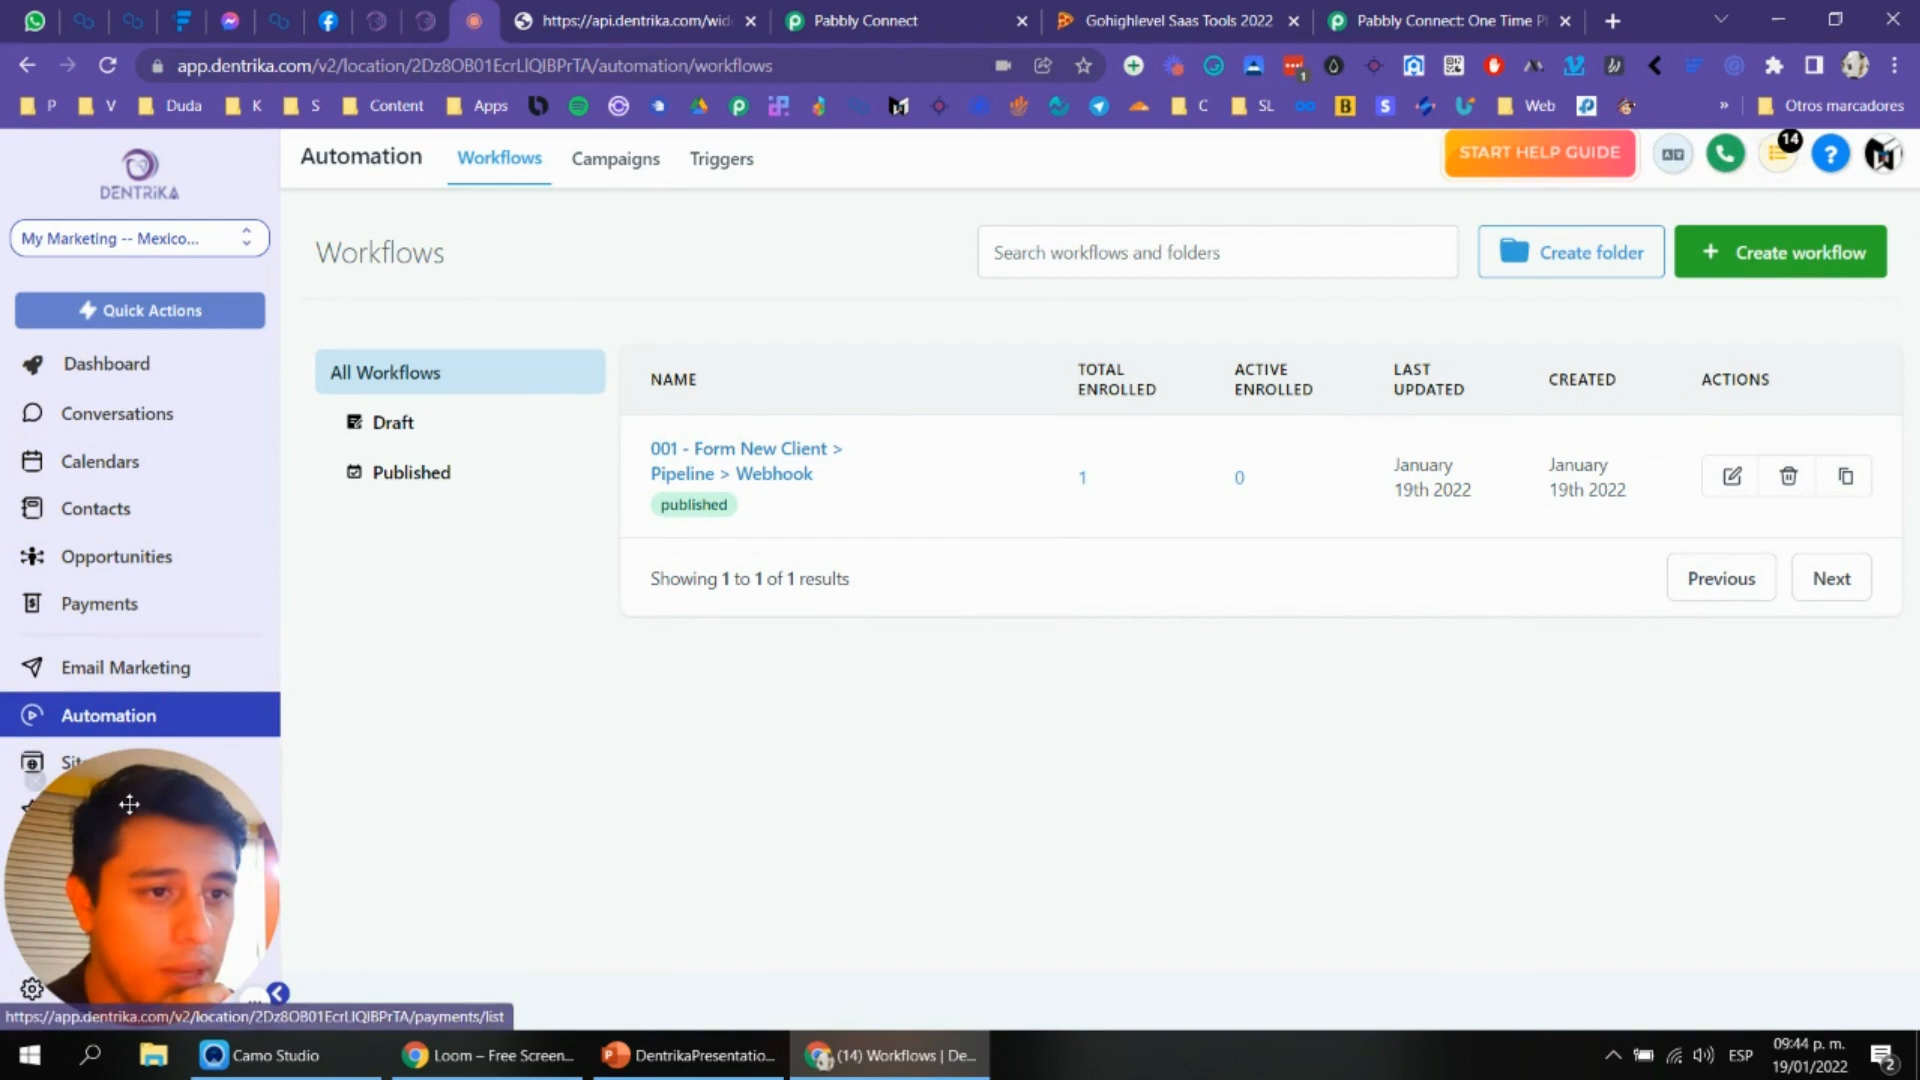 https://api.dentrika.com/wid
Pabbly Connect
Gohighlevel Saas Tools 2022
Pabbly Connect: One Time Pl
app.dentrika.com/v2/location/2Dz8OB01EcrLlQIBPrTA/automation/workflows
P
V
Duda
K
S
Content
Apps
C
SL
Web
»
Otros marcadores
DENTRiKA
My Marketing -- Mexico...
Quick Actions
Dashboard
Conversations
Calendars
Contacts
Opportunities
Payments
Email Marketing
Automation
Automation
Workflows
Campaigns
Triggers
START HELP GUIDE
14
Workflows
Search workflows and folders
Create folder
+ Create workflow
All Workflows
Draft
Published
NAME
TOTAL
ENROLLED
ACTIVE
ENROLLED
LAST
UPDATED
CREATED
ACTIONS
001 - Form New Client >
Pipeline > Webhook
published
1
0
January
19th 2022
January
19th 2022
Showing 1 to 1 of 1 results
Previous
Next
https://app.dentrika.com/v2/location/2Dz8OB01EcrLlQIBPrTA/payments/list
Camo Studio
Loom – Free Screen...
DentrikaPresentatio...
(14) Workflows | De...
ESP
09:44 p. m.
19/01/2022
2